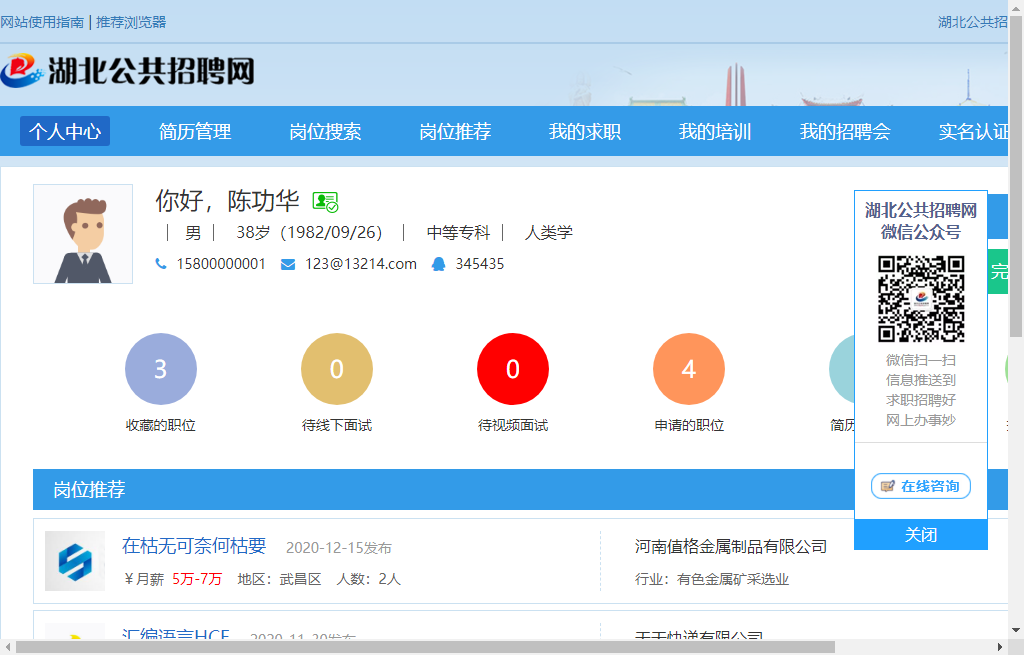 网站使用指南 | 推荐浏览器
湖北公共招
湖北公共招聘网
个人中心 简历管理 岗位搜索 岗位推荐 我的求职 我的培训 我的招聘会 实名认证
你好，陈功华
| 男 | 38岁（1982/09/26） | 中等专科 | 人类学
15800000001 123@13214.com 345435
完
3 0 0 4
收藏的职位 待线下面试 待视频面试 申请的职位 简历
湖北公共招聘网
微信公众号
微信扫一扫
信息推送到
求职招聘好
网上办事妙
在线咨询
关闭
岗位推荐
在枯无可奈何枯要 2020-12-15发布 河南值格金属制品有限公司
￥月薪 5万-7万 地区：武昌区 人数：2人 行业：有色金属矿采选业
汇编语言HCF 2020-11-20发布 天天快递有限公司